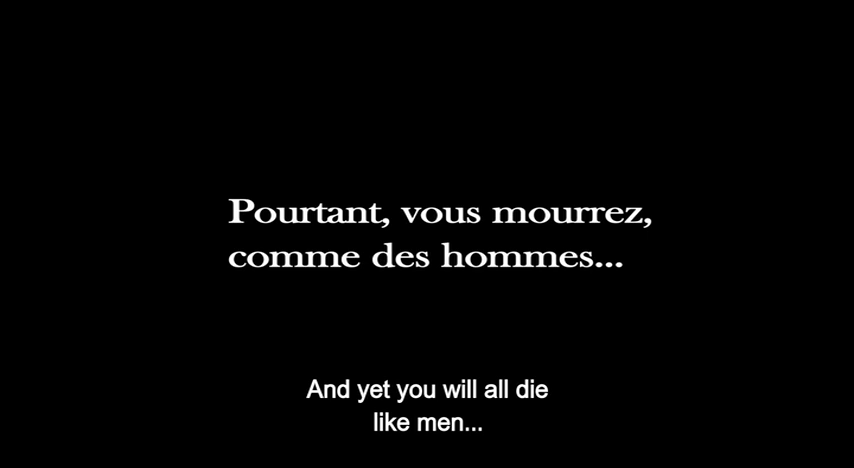 Pourtant, vous mourrez,
comme des hommes...
And yet you will all die
like men...